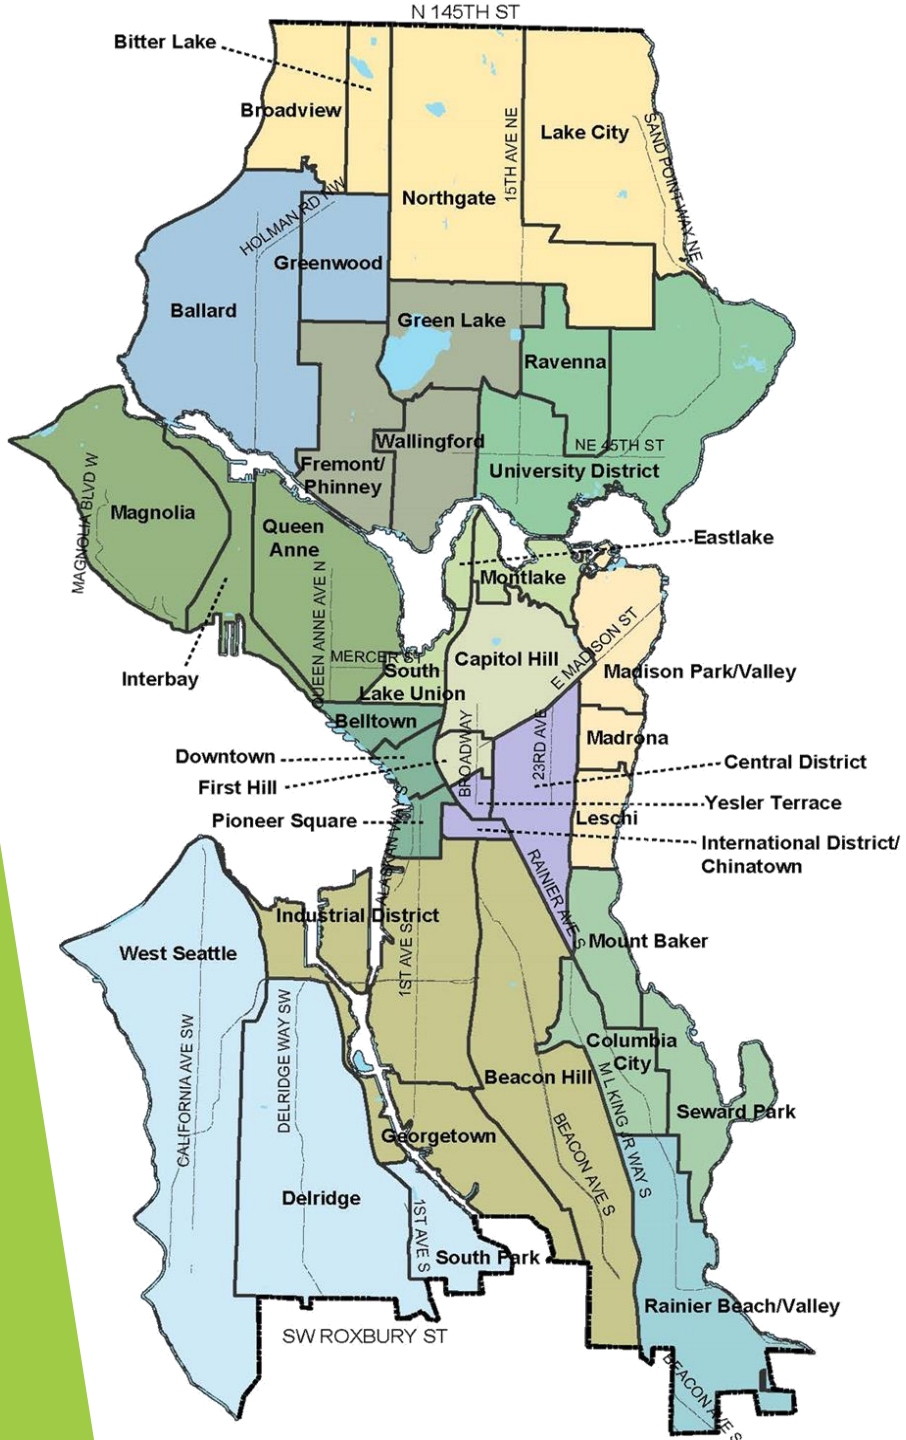 N 145TH ST
Bitter Lake
Broadview
Lake City
15TH AVE NE
SAND POINT WAY NE
Northgate
HOLMAN RD NW
Greenwood
Ballard
Green Lake
Ravenna
Wallingford
NE 45TH ST
Fremont/
Phinney
University District
MAGNOLIA BLVD W
Magnolia
Queen
Anne
Eastlake
Montlake
QUEEN ANNE AVE N
MERCER ST
Interbay
South
Lake Union
Capitol Hill
E MADISON ST
Madison Park/Valley
Belltown
BROADWAY
23RD AVE
Madrona
Downtown
Central District
First Hill
Yesler Terrace
Pioneer Square
Leschi
International District/
Chinatown
ALASKAN WAY S
RAINIER AVE S
Industrial District
1ST AVE S
West Seattle
Mount Baker
CALIFORNIA AVE SW
DELRIDGE WAY SW
Columbia
City
Beacon Hill
M L KING JR WAY S
Seward Park
Georgetown
BEACON AVE S
Delridge
1ST AVE S
South Park
Rainier Beach/Valley
SW ROXBURY ST
BEACON AVE S